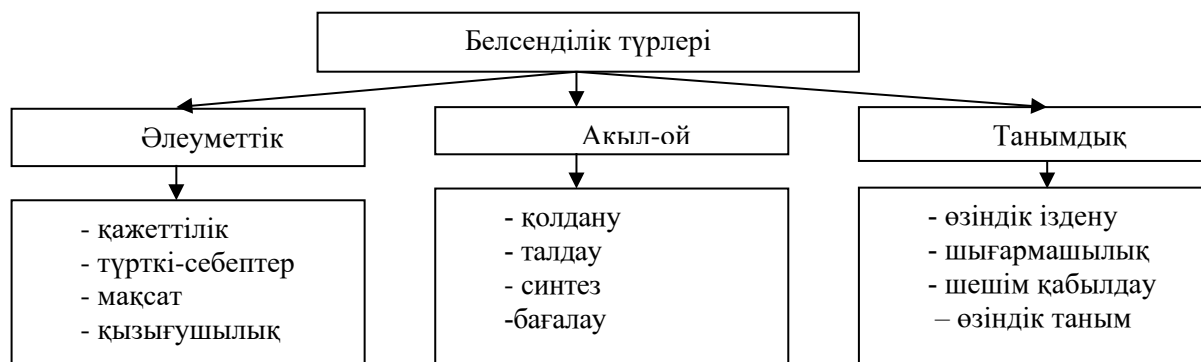 Белсенділік түрлері
Әлеуметтік
Ақыл-ой
Танымдық
- қажеттілік
- түрткі-себептер
- мақсат
- қызығушылық
- қолдану
- талдау
- синтез
-бағалау
- өзіндік іздену
- шығармашылық
- шешім қабылдау
– өзіндік таным